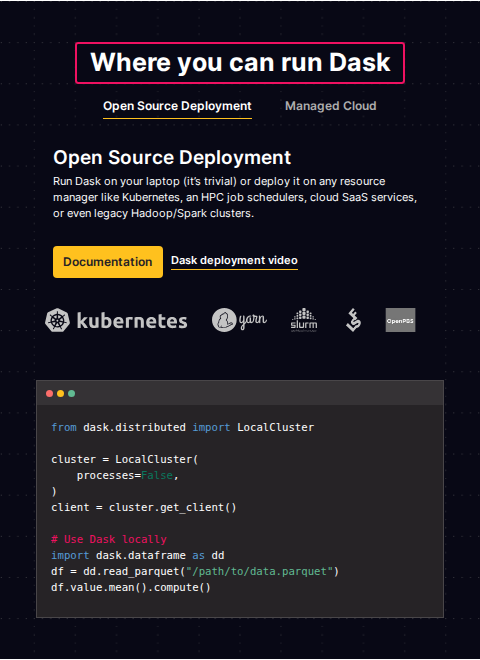 Where you can run Dask
Open Source Deployment Managed Cloud
Open Source Deployment
Run Dask on your laptop (it's trivial) or deploy it on any resource
manager like Kubernetes, an HPC job schedulers, cloud SaaS services,
or even legacy Hadoop/Spark clusters.
Documentation Dask deployment video
kubernetes yarn slurm LSF OpenPBS
from dask.distributed import LocalCluster
cluster = LocalCluster(
    processes=False,
)
client = cluster.get_client()
# Use Dask locally
import dask.dataframe as dd
df = dd.read_parquet("/path/to/data.parquet")
df.value.mean().compute()